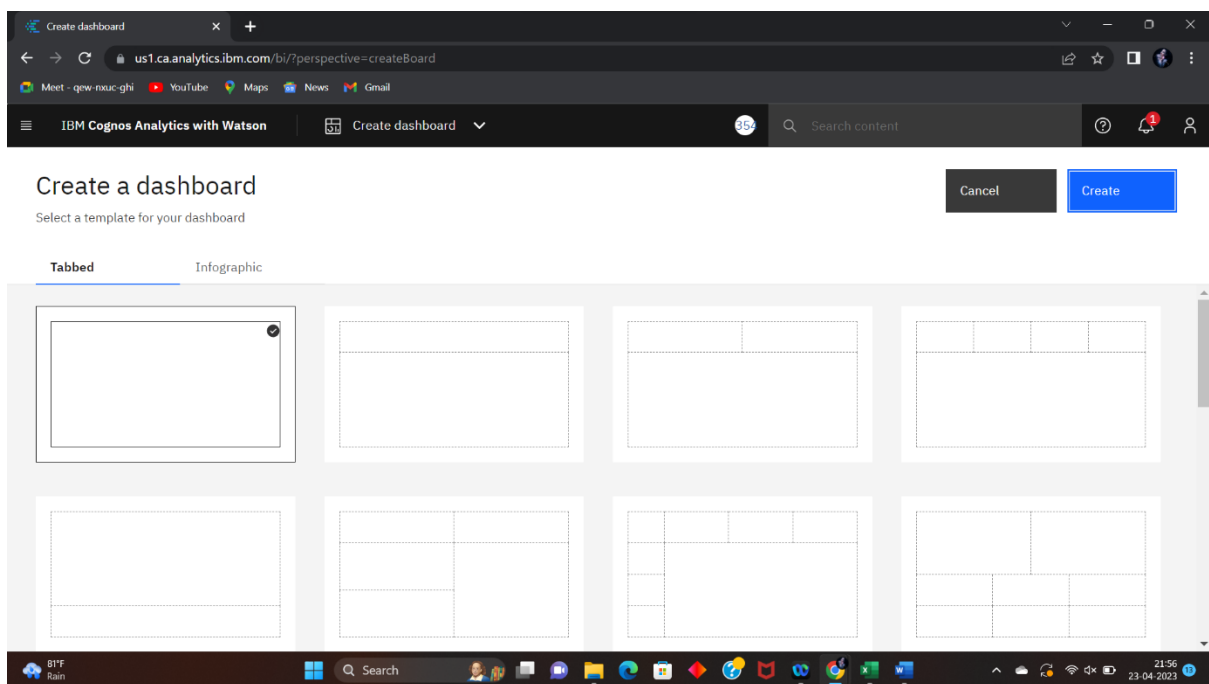 Create dashboard
us1.ca.analytics.ibm.com/bi/?perspective=createBoard
Meet - qew-nxuc-ghi YouTube Maps News Gmail
IBM Cognos Analytics with Watson Create dashboard 354 Search content 1
Create a dashboard
Cancel Create
Select a template for your dashboard
Tabbed Infographic
81°F
Rain
Search
21:56
23-04-2023
13